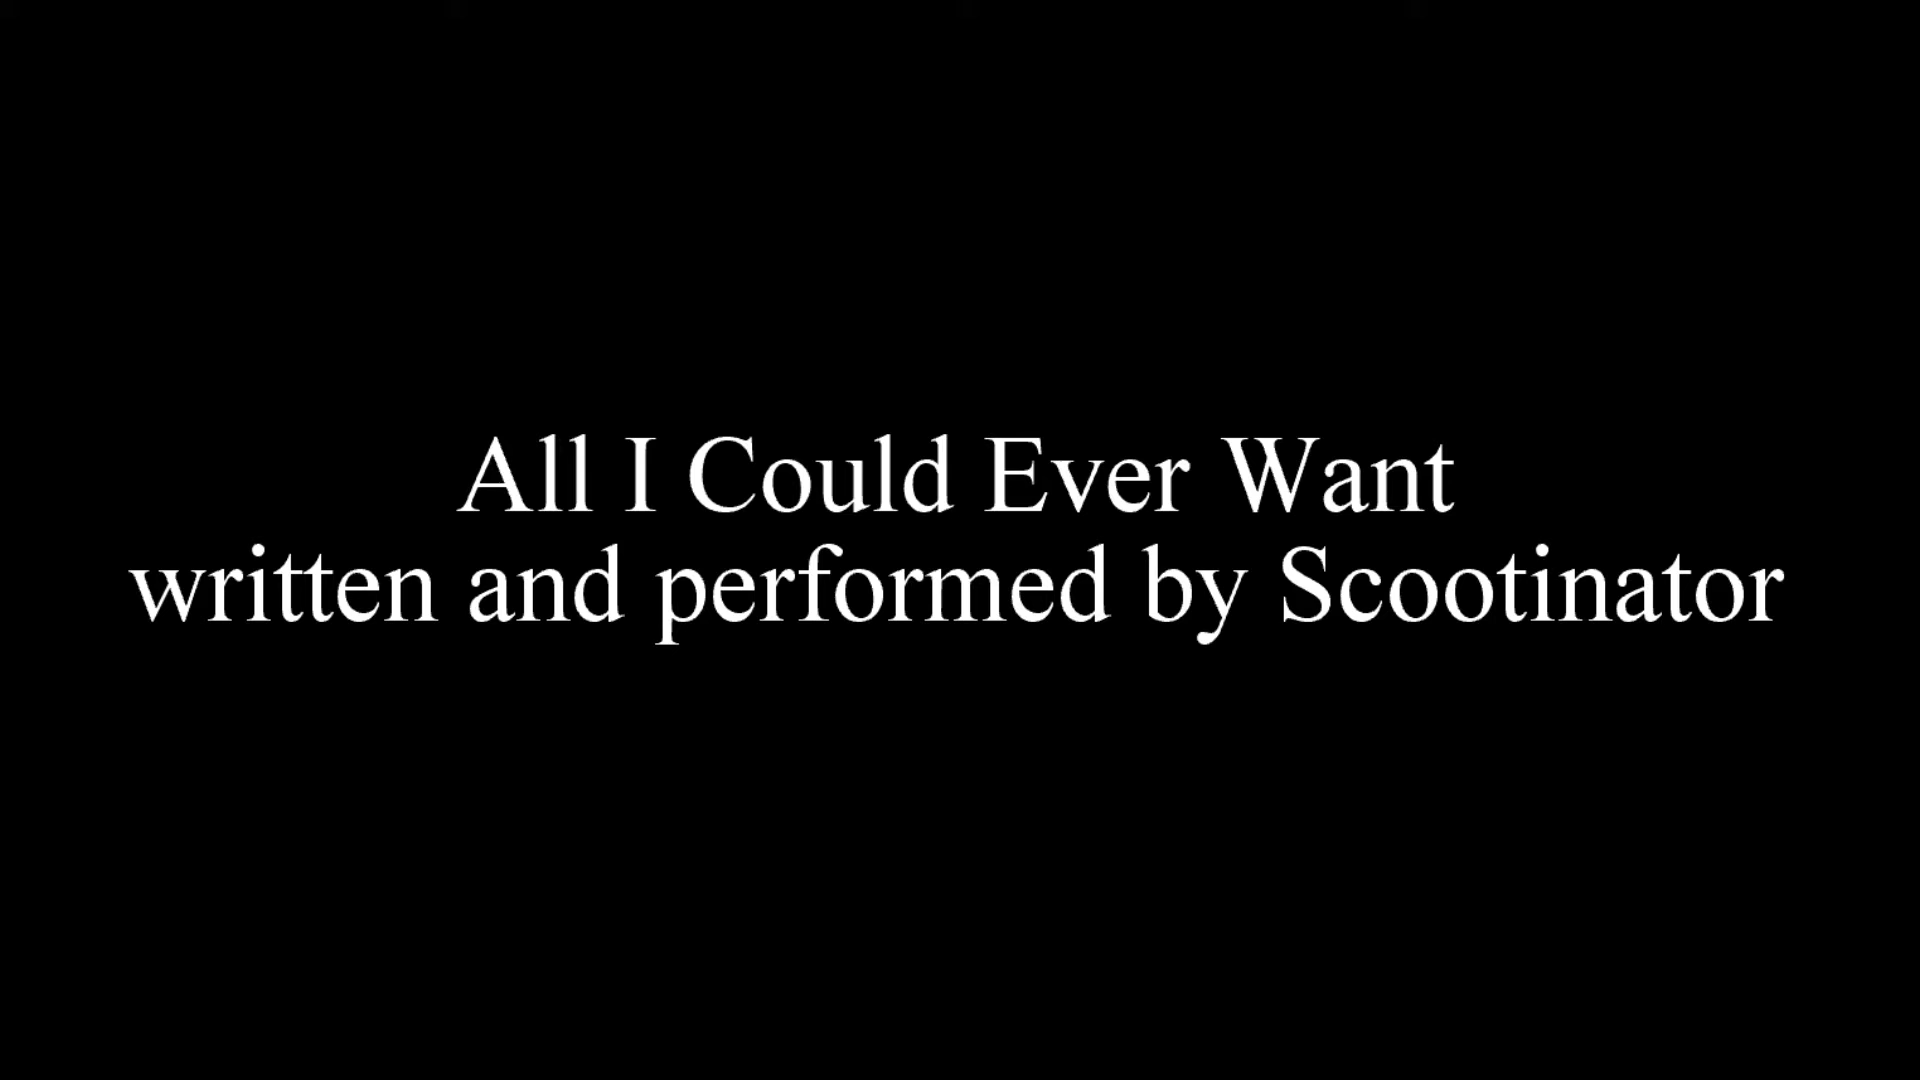 All I Could Ever Want
written and performed by Scootinator